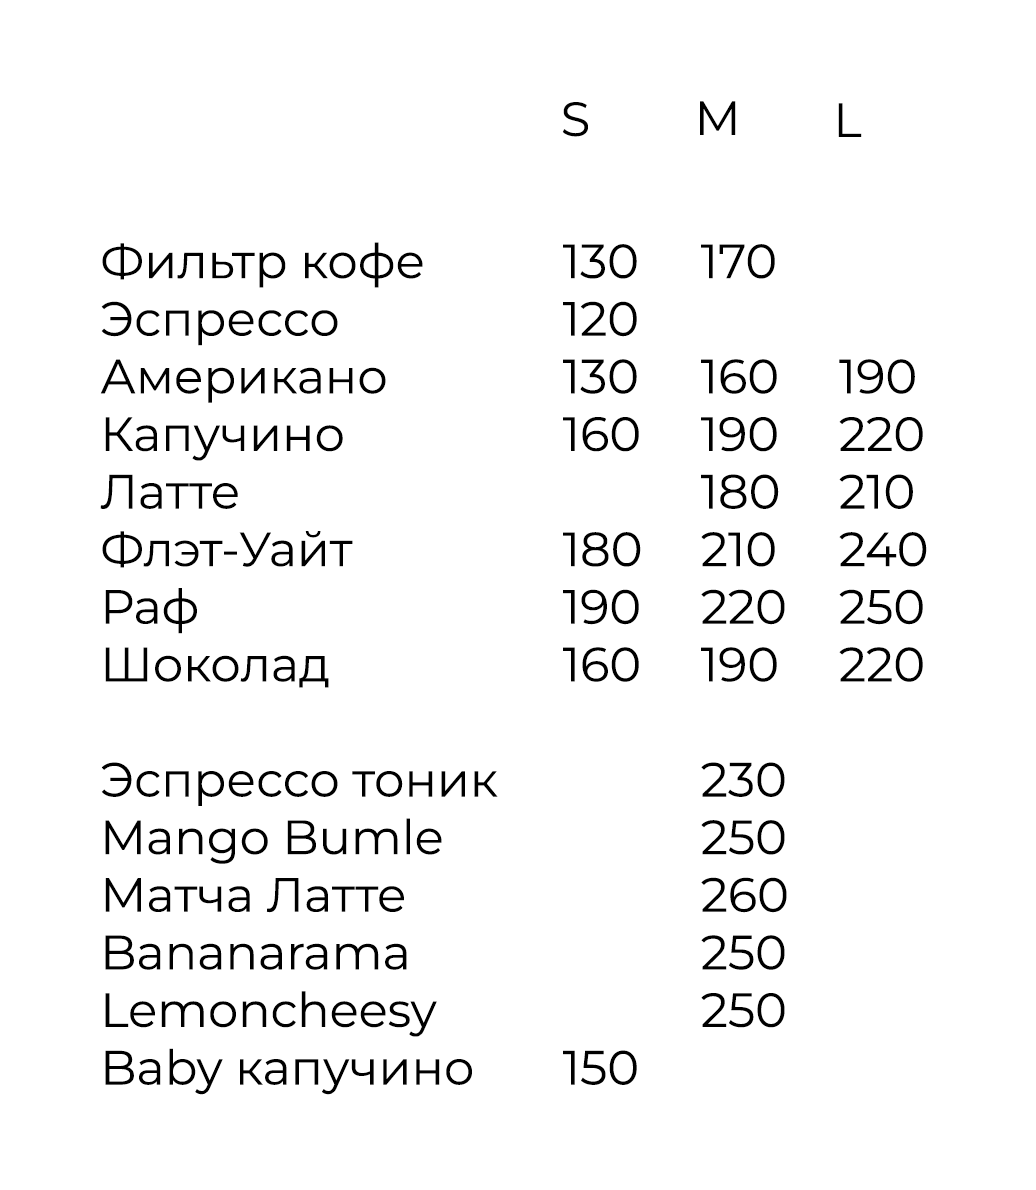 S M L
Фильтр кофе 130 170
Эспрессо 120
Американо 130 160 190
Капучино 160 190 220
Латте 180 210
Флэт-Уайт 180 210 240
Раф 190 220 250
Шоколад 160 190 220
Эспрессо тоник 230
Mango Bumle 250
Матча Латте 260
Bananarama 250
Lemoncheesy 250
Baby капучино 150